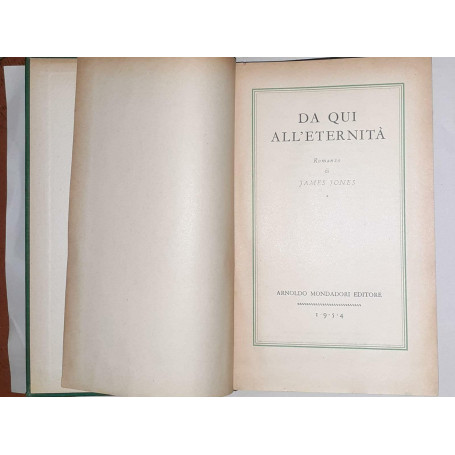 DA QUI
ALL'ETERNITÀ
Romanzo
di
JAMES JONES
ARNOLDO MONDADORI EDITORE
1954